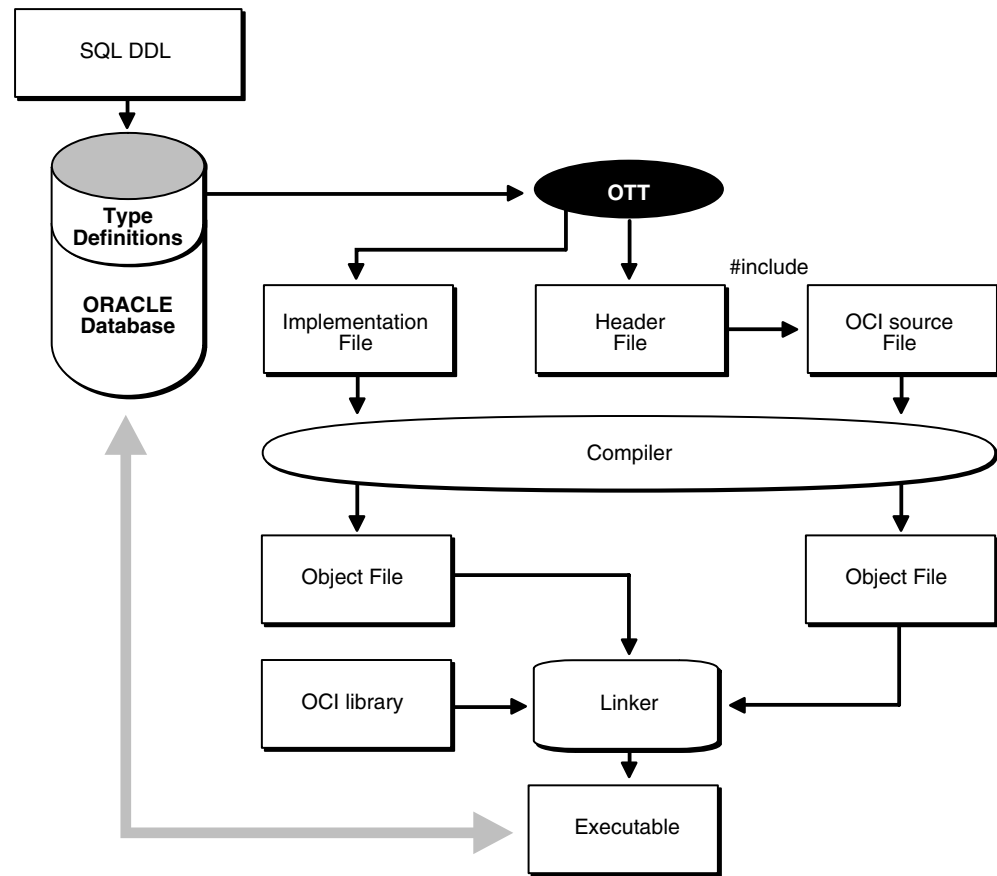 SQL DDL
Type
Definitions
ORACLE
Database
OTT
#include
Implementation
File
Header
File
OCI source
File
Compiler
Object File
Object File
OCI library
Linker
Executable